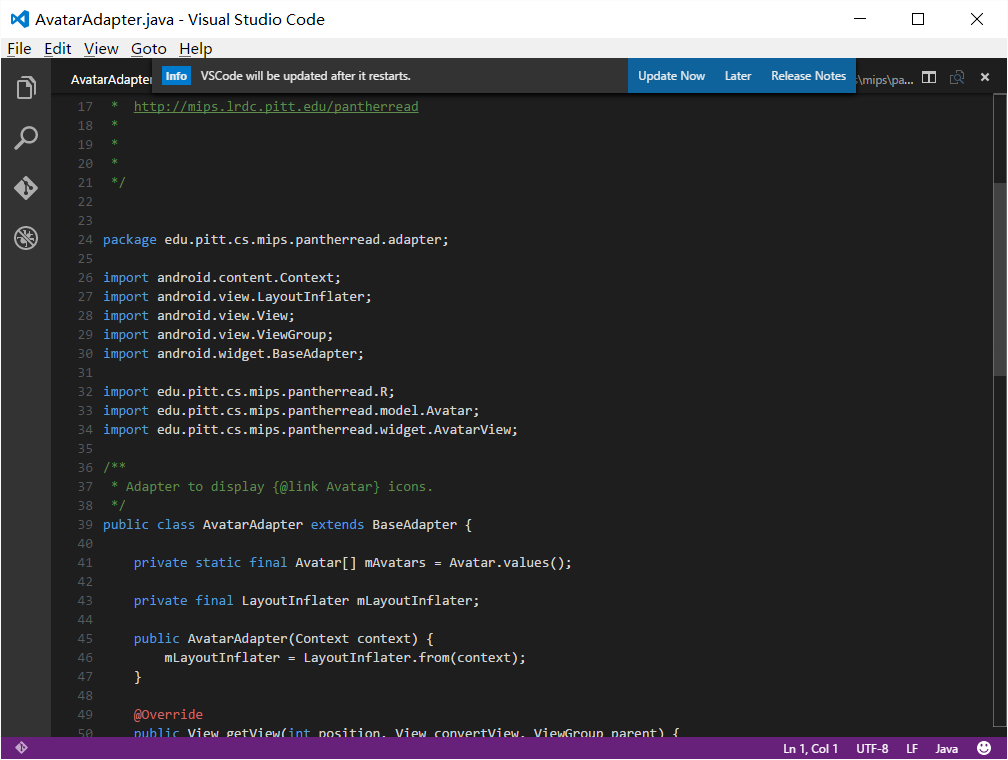 AvatarAdapter.java - Visual Studio Code
File Edit View Goto Help
AvatarAdapter Info VSCode will be updated after it restarts. Update Now Later Release Notes :\mips\pa...
17 * http://mips.lrdc.pitt.edu/pantherread
18 *
19 *
20 *
21 */
22
23
24 package edu.pitt.cs.mips.pantherread.adapter;
25
26 import android.content.Context;
27 import android.view.LayoutInflater;
28 import android.view.View;
29 import android.view.ViewGroup;
30 import android.widget.BaseAdapter;
31
32 import edu.pitt.cs.mips.pantherread.R;
33 import edu.pitt.cs.mips.pantherread.model.Avatar;
34 import edu.pitt.cs.mips.pantherread.widget.AvatarView;
35
36 /**
37 * Adapter to display {@link Avatar} icons.
38 */
39 public class AvatarAdapter extends BaseAdapter {
40
41 private static final Avatar[] mAvatars = Avatar.values();
42
43 private final LayoutInflater mLayoutInflater;
44
45 public AvatarAdapter(Context context) {
46 mLayoutInflater = LayoutInflater.from(context);
47 }
48
49 @Override
50 public View getView(int position, View convertView, ViewGroup parent) {
Ln 1, Col 1 UTF-8 LF Java